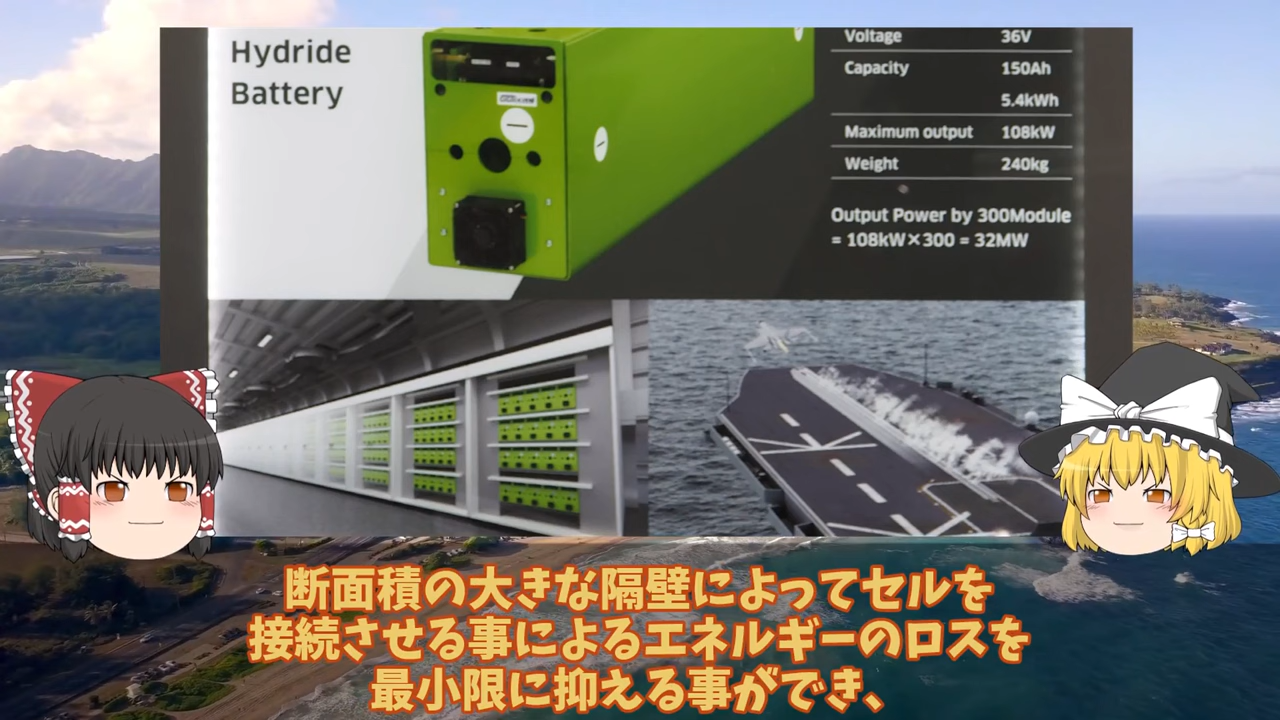 Hydride
Battery
Voltage 36V
Capacity 150Ah
5.4kWh
Maximum output 108kW
Weight 240kg
Output Power by 300Module
= 108kW×300 = 32MW
断面積の大きな隔壁によってセルを
接続させる事によるエネルギーのロスを
最小限に抑える事ができ、